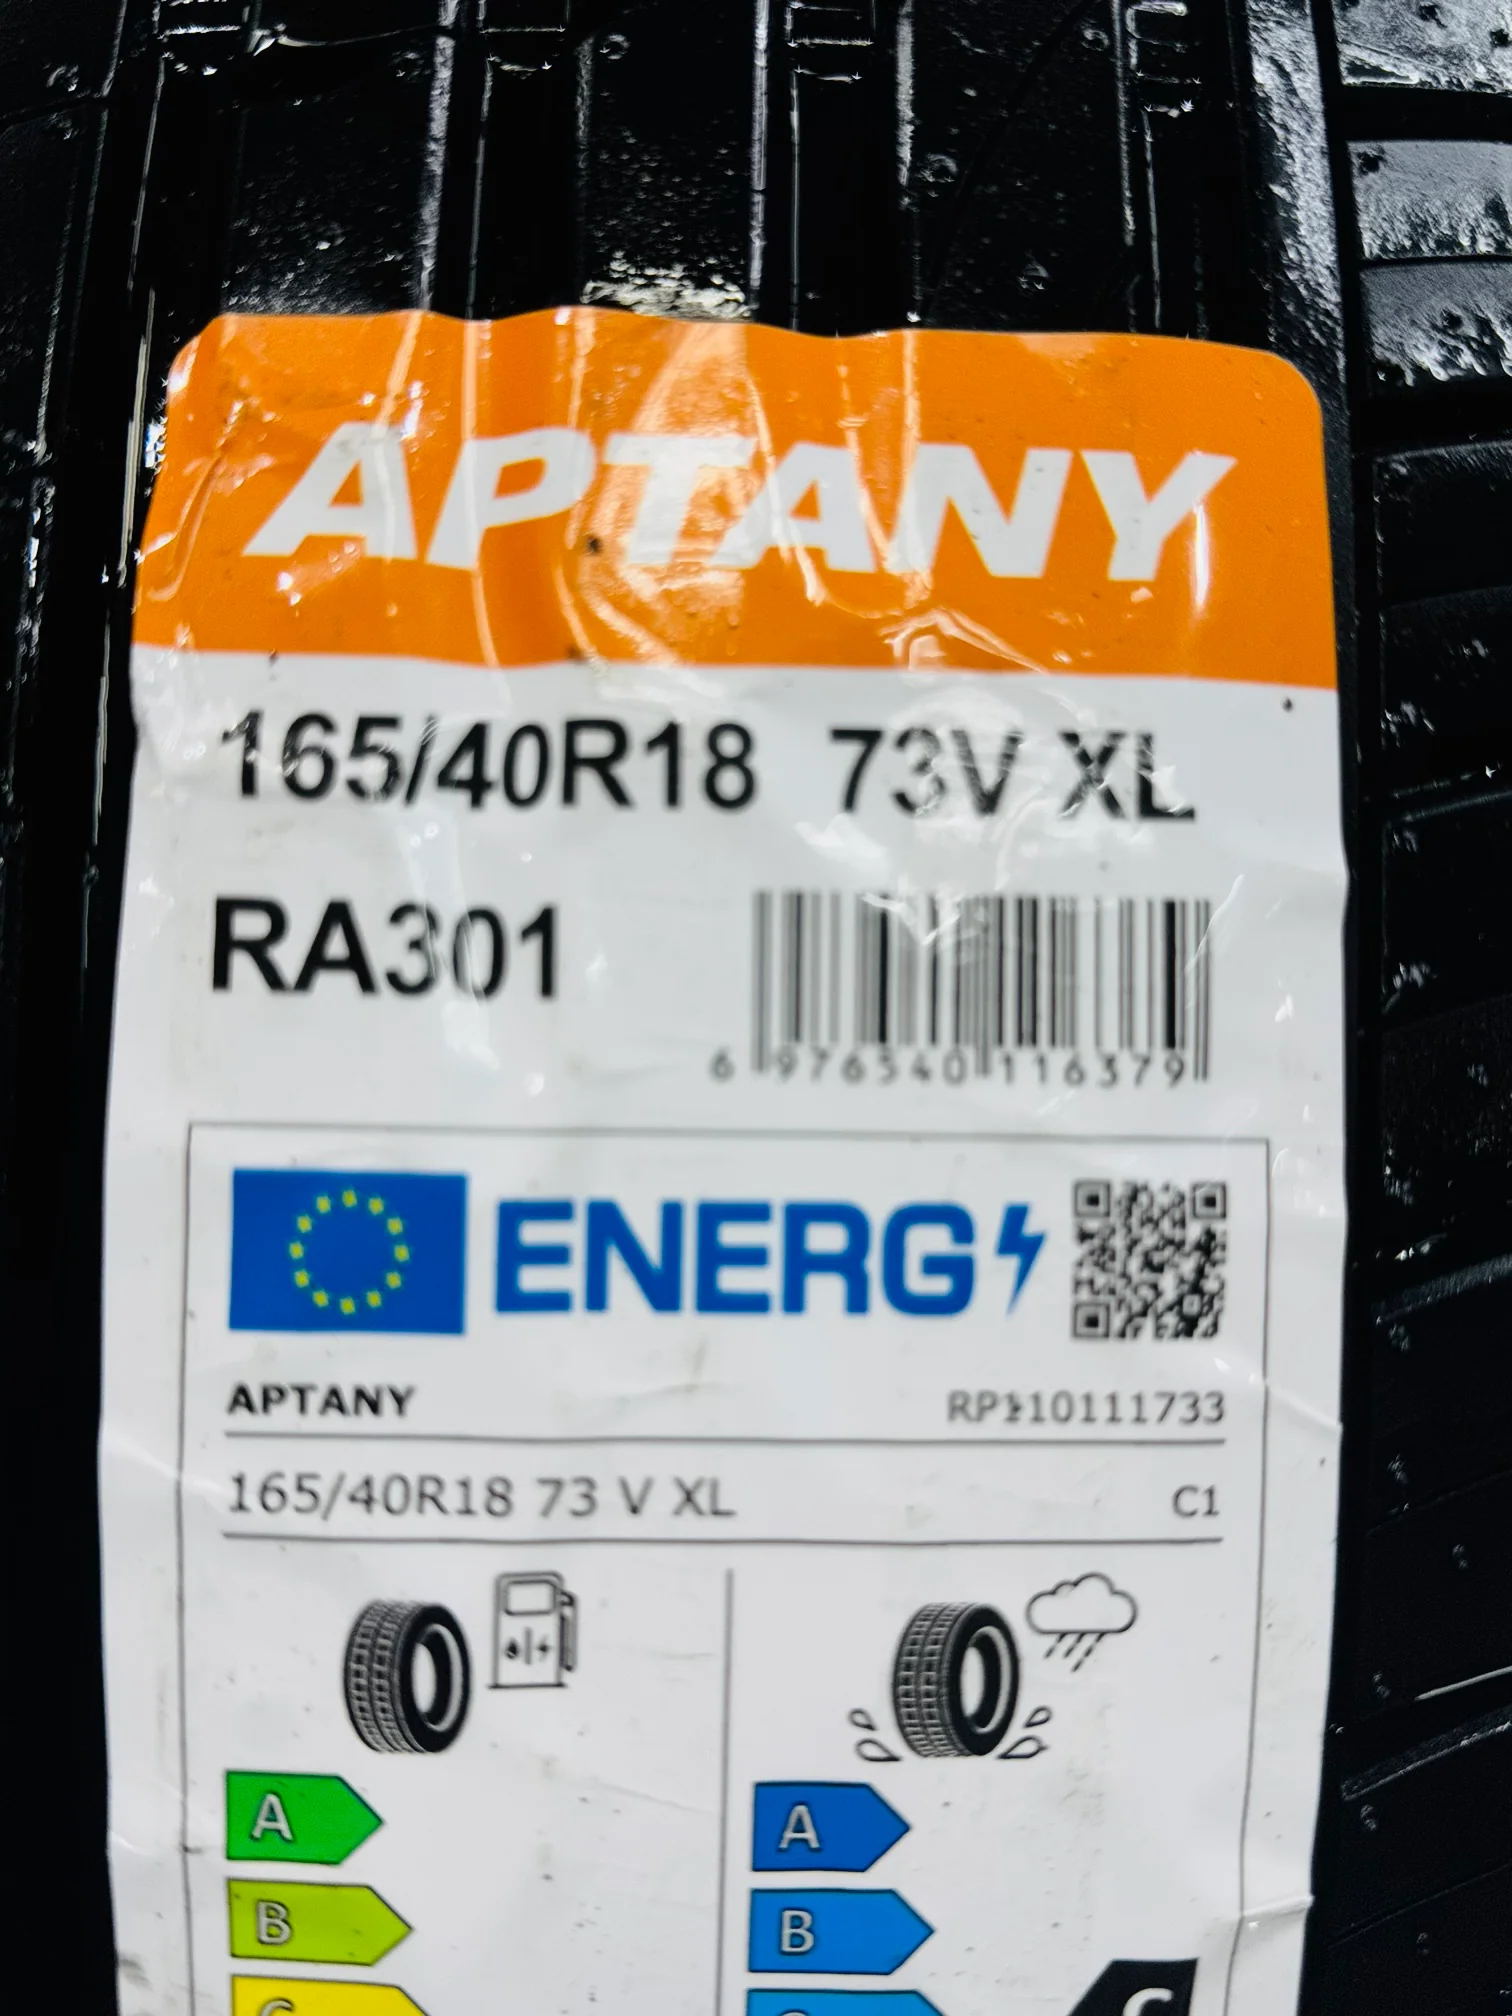 APTANY
165/40R18 73V XL
RA301
6 976540 116379
ENERG
APTANY
165/40R18 73 V XL C1
A A
B B
C C C